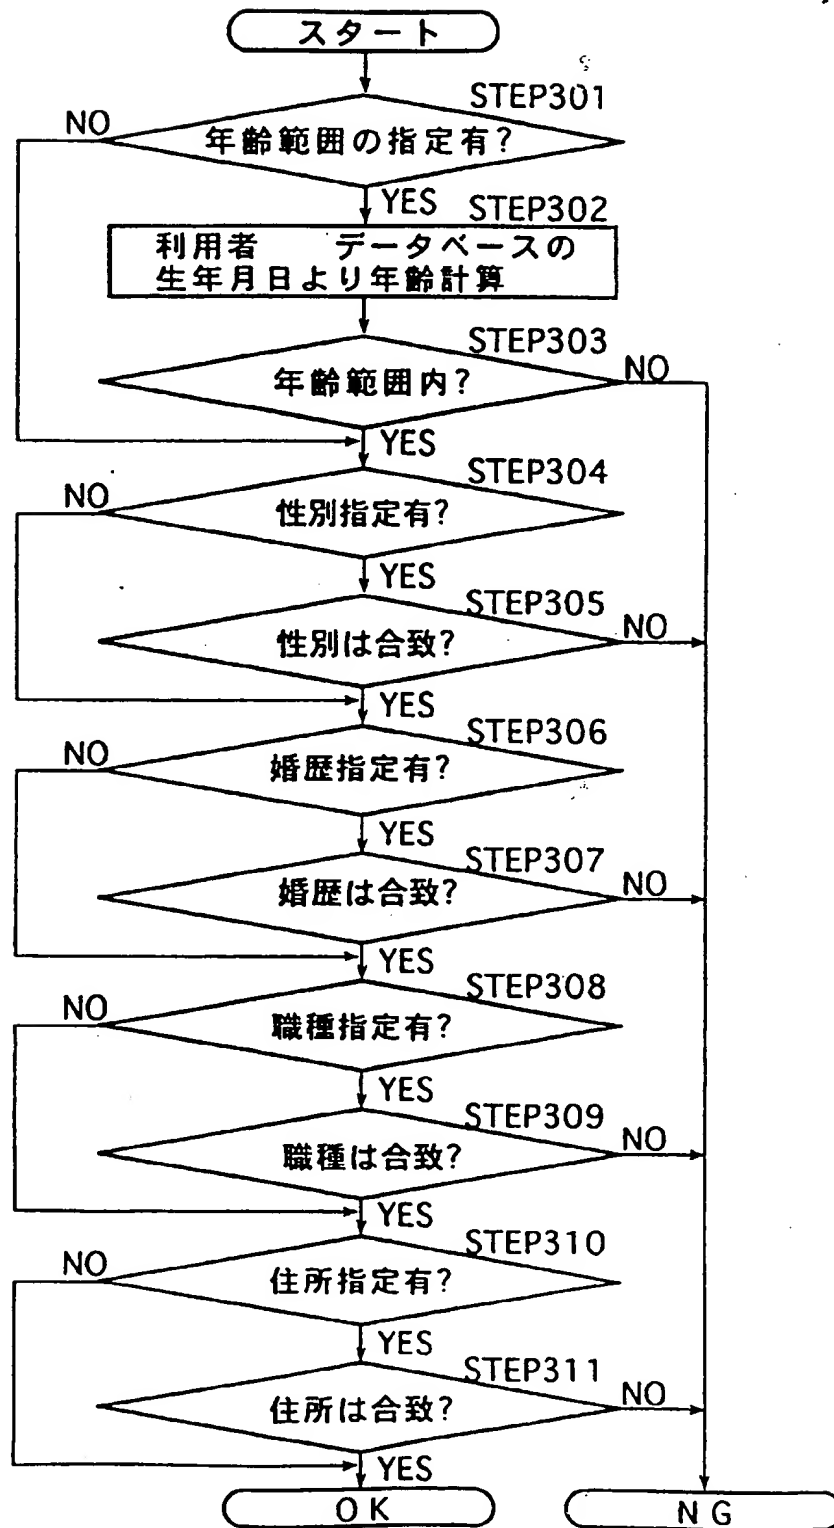 スタート
STEP301
NO
年齢範囲の指定有?
YES
STEP302
利用者 データベースの
生年月日より年齢計算
STEP303
年齢範囲内?
NO
YES
STEP304
NO
性別指定有?
YES
STEP305
性別は合致?
NO
YES
STEP306
NO
婚歴指定有?
YES
STEP307
婚歴は合致?
NO
YES
STEP308
NO
職種指定有?
YES
STEP309
職種は合致?
NO
YES
STEP310
NO
住所指定有?
YES
STEP311
住所は合致?
NO
YES
OK
NG